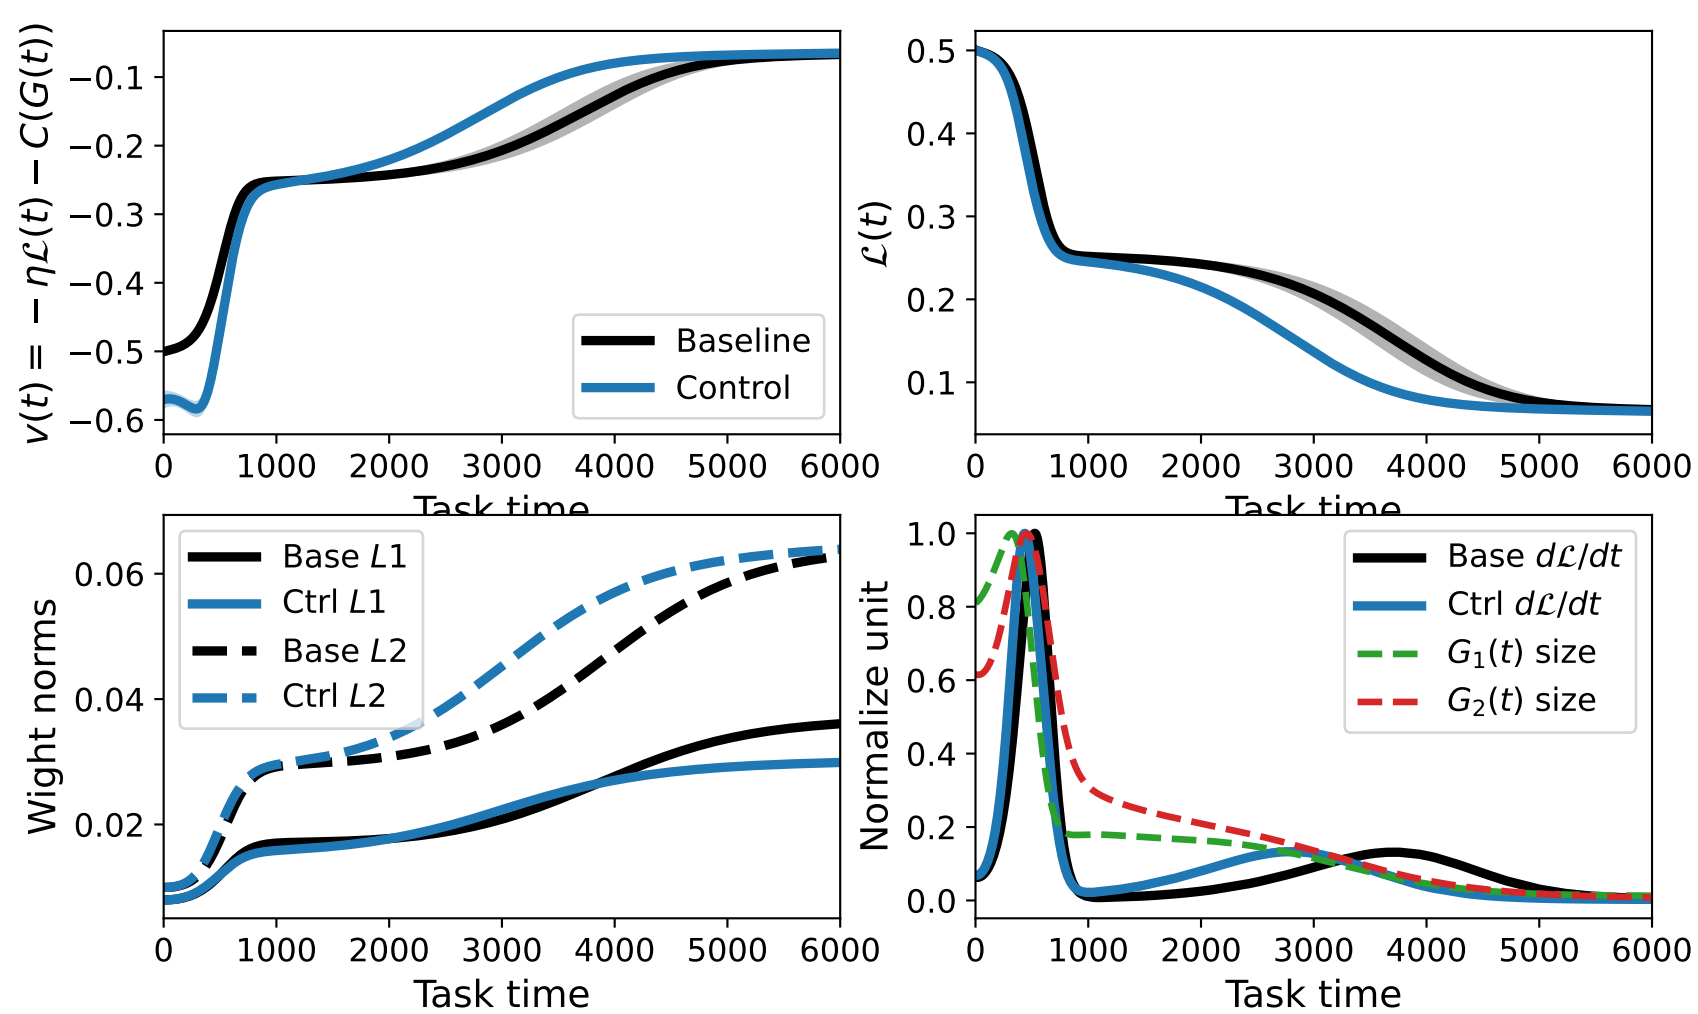 v(t) = −ηℒ(t) − C(G(t))
−0.1
−0.2
−0.3
−0.4
−0.5
−0.6
0 1000 2000 3000 4000 5000 6000
Task time
Baseline
Control
ℒ(t)
0.5
0.4
0.3
0.2
0.1
0 1000 2000 3000 4000 5000 6000
Task time
Wight norms
0.06
0.04
0.02
Base L1
Ctrl L1
Base L2
Ctrl L2
0 1000 2000 3000 4000 5000 6000
Task time
Normalize unit
1.0
0.8
0.6
0.4
0.2
0.0
Base dℒ/dt
Ctrl dℒ/dt
G₁(t) size
G₂(t) size
0 1000 2000 3000 4000 5000 6000
Task time